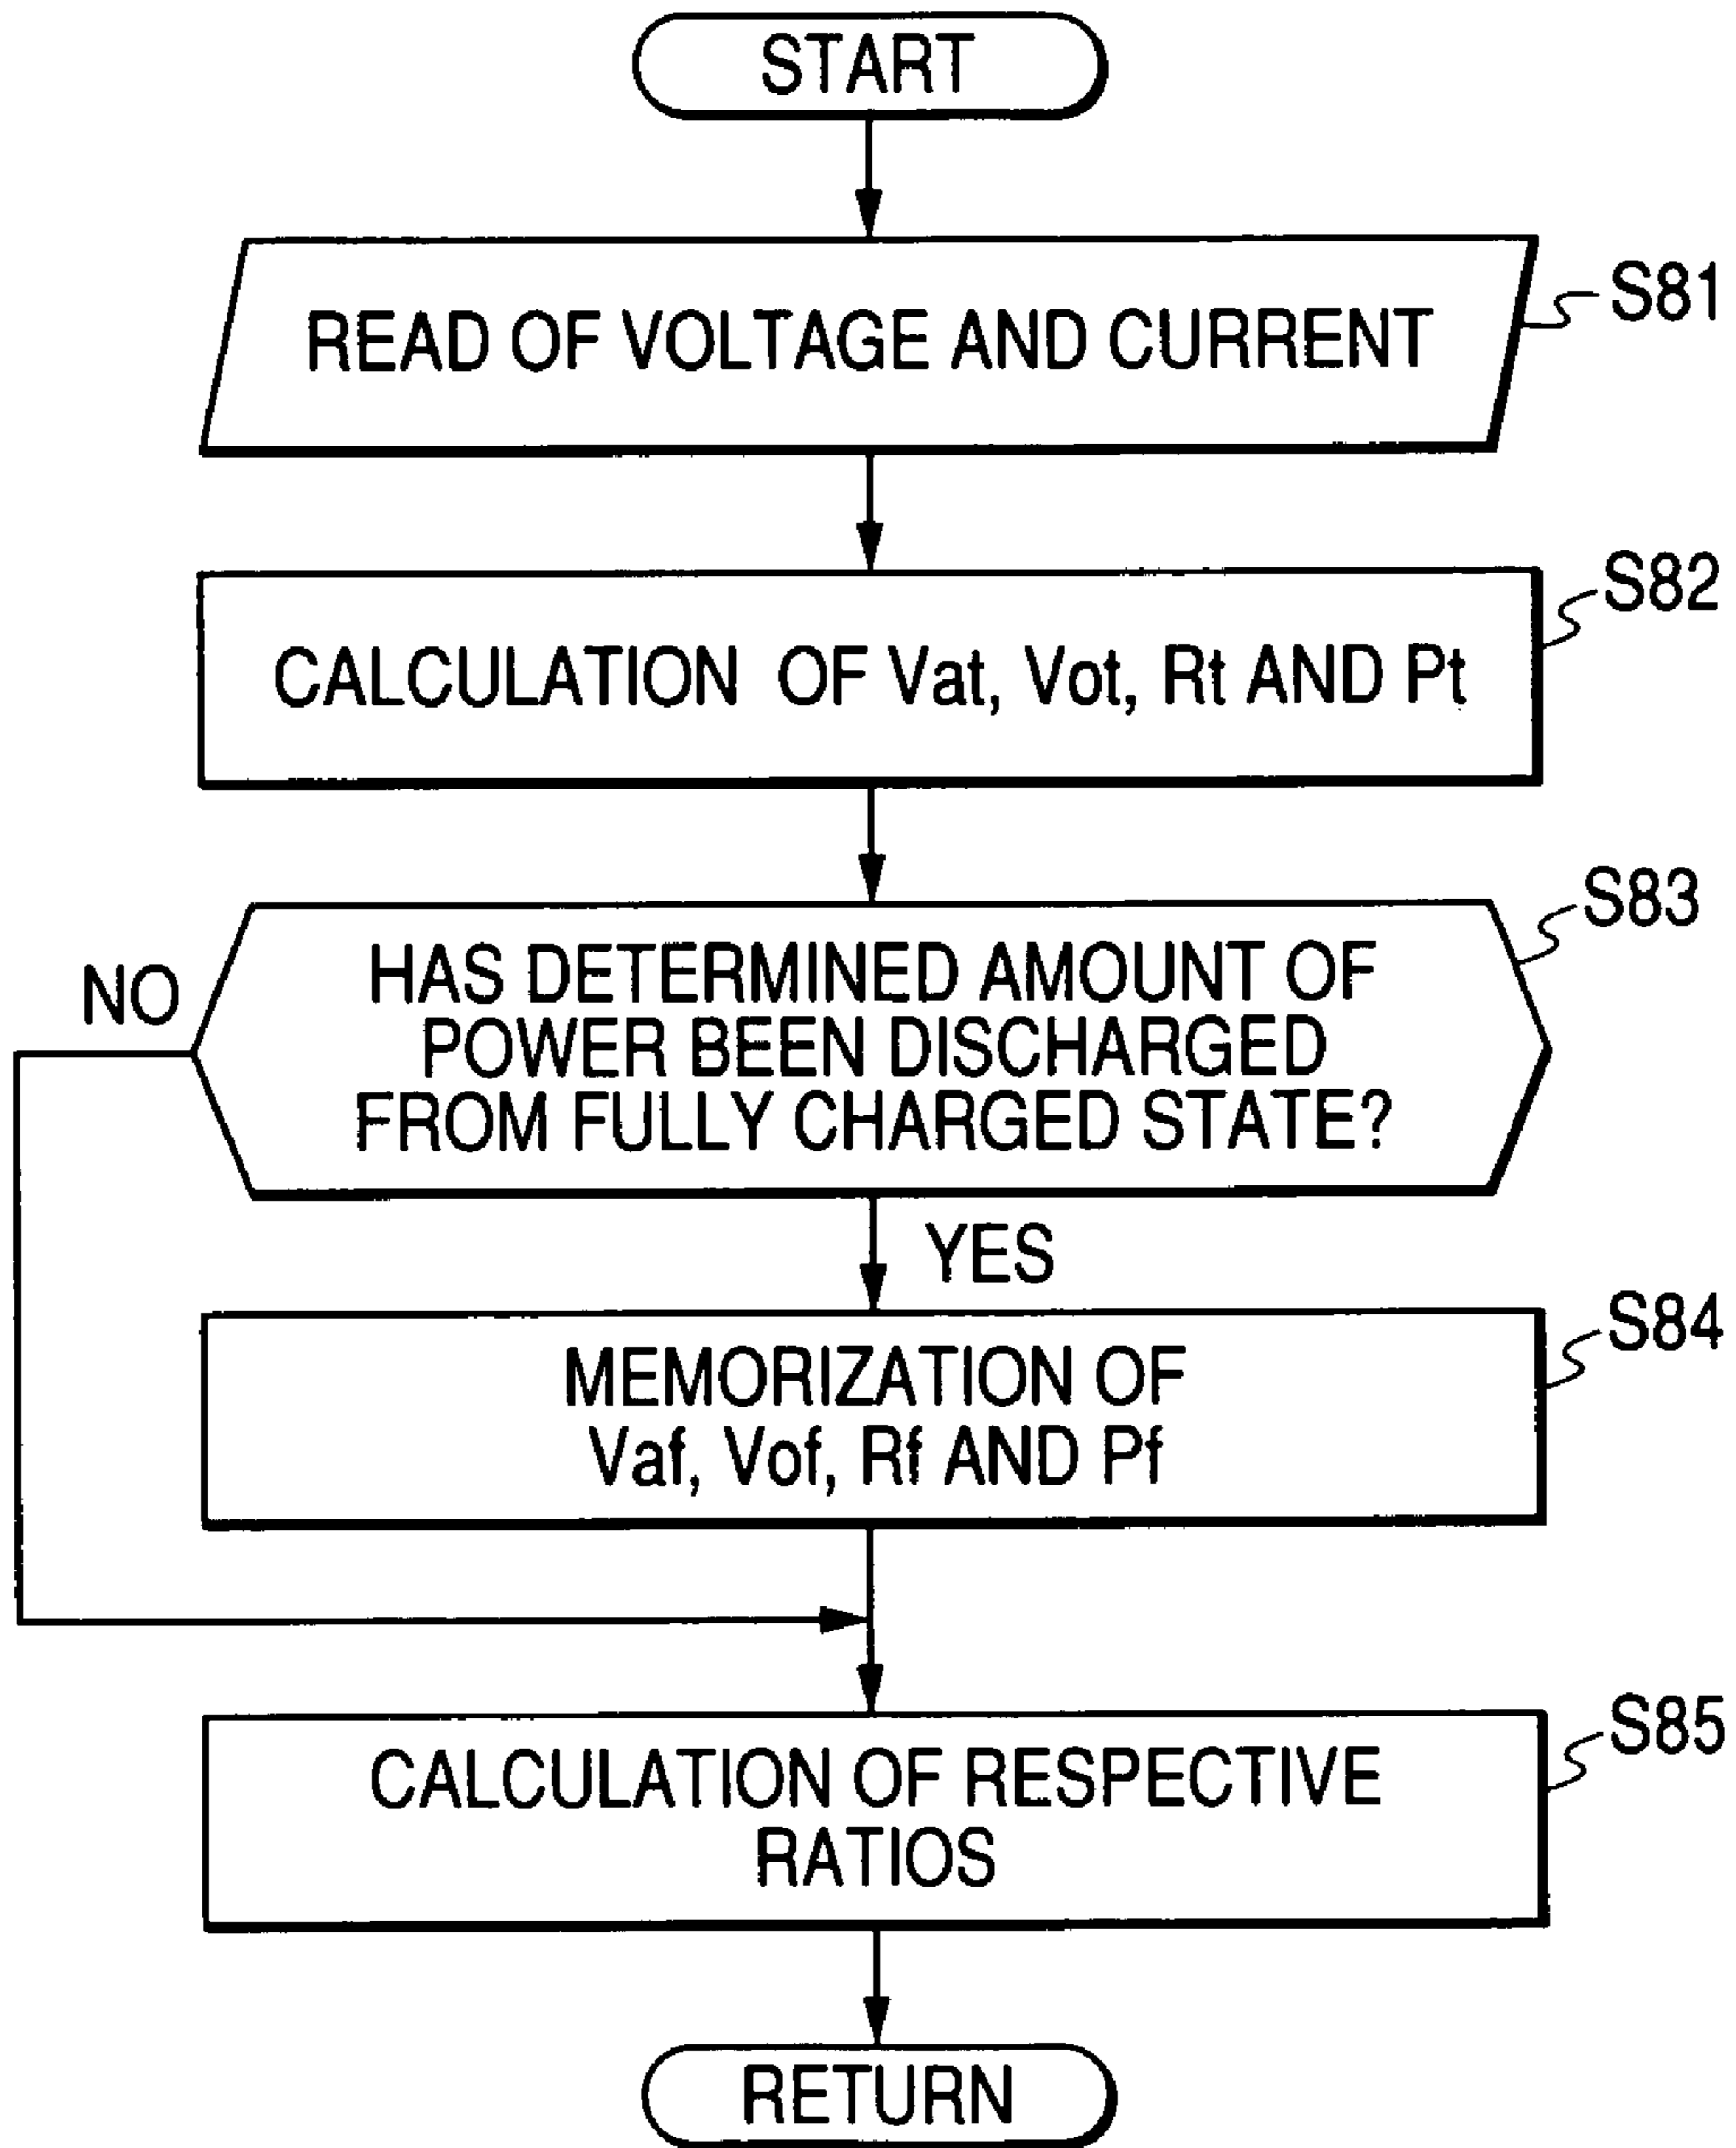 START
READ OF VOLTAGE AND CURRENT
S81
CALCULATION OF Vat, Vot, Rt AND Pt
S82
HAS DETERMINED AMOUNT OF
POWER BEEN DISCHARGED
FROM FULLY CHARGED STATE?
S83
NO
YES
MEMORIZATION OF
Vaf, Vof, Rf AND Pf
S84
CALCULATION OF RESPECTIVE
RATIOS
S85
RETURN